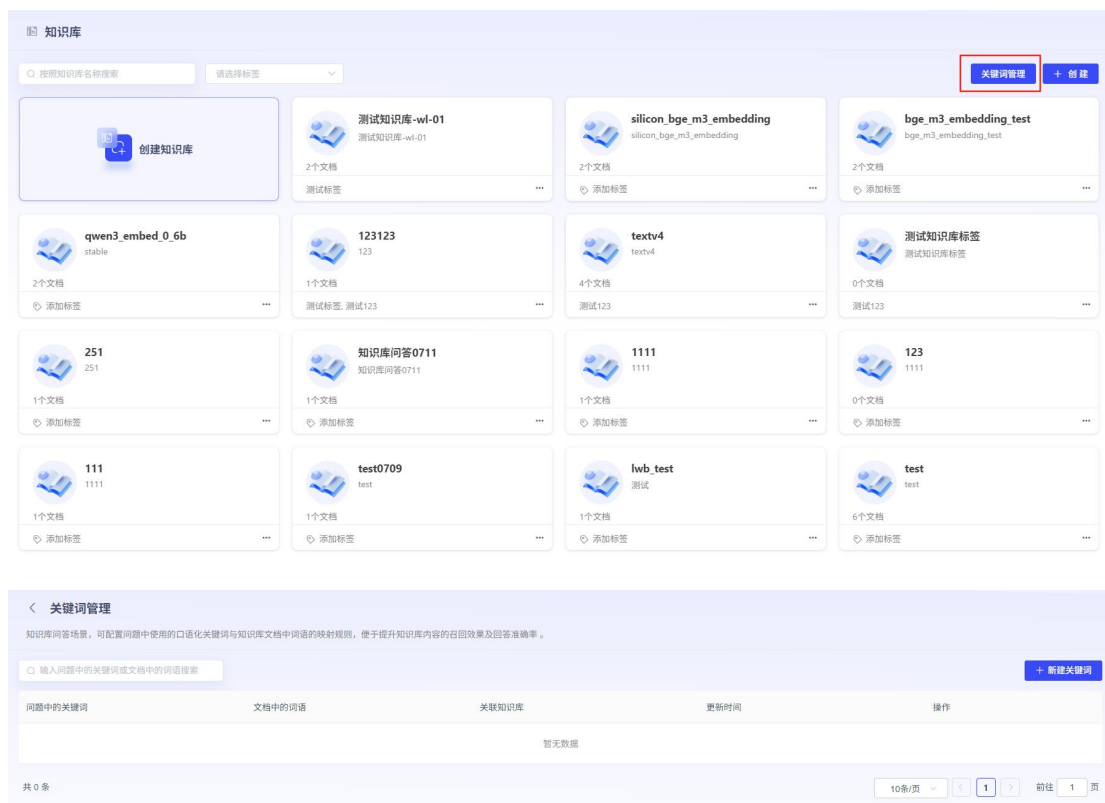 知识库
按照知识库名称搜索
请选择标签
关键词管理
+ 创建
创建知识库
测试知识库-wl-01
测试知识库-wl-01
2个文档
测试标签
silicon_bge_m3_embedding
silicon_bge_m3_embedding
2个文档
添加标签
bge_m3_embedding_test
bge_m3_embedding_test
2个文档
添加标签
qwen3_embed_0_6b
stable
2个文档
添加标签
123123
123
1个文档
测试标签, 测试123
textv4
textv4
4个文档
测试123
测试知识库标签
测试知识库标签
0个文档
测试123
251
251
1个文档
添加标签
知识库问答0711
知识库问答0711
1个文档
添加标签
1111
1111
1个文档
添加标签
123
1111
0个文档
添加标签
111
1111
1个文档
添加标签
test0709
test
1个文档
添加标签
lwb_test
测试
1个文档
添加标签
test
test
6个文档
添加标签
关键词管理
知识库问答场景，可配置问题中使用的口语化关键词与知识库文档中词语的映射规则，便于提升知识库内容的召回效果及回答准确率。
输入问题中的关键词或文档中的词语搜索
+ 新建关键词
问题中的关键词 文档中的词语 关联知识库 更新时间 操作
暂无数据
共 0 条
10条/页
1
前往 1 页